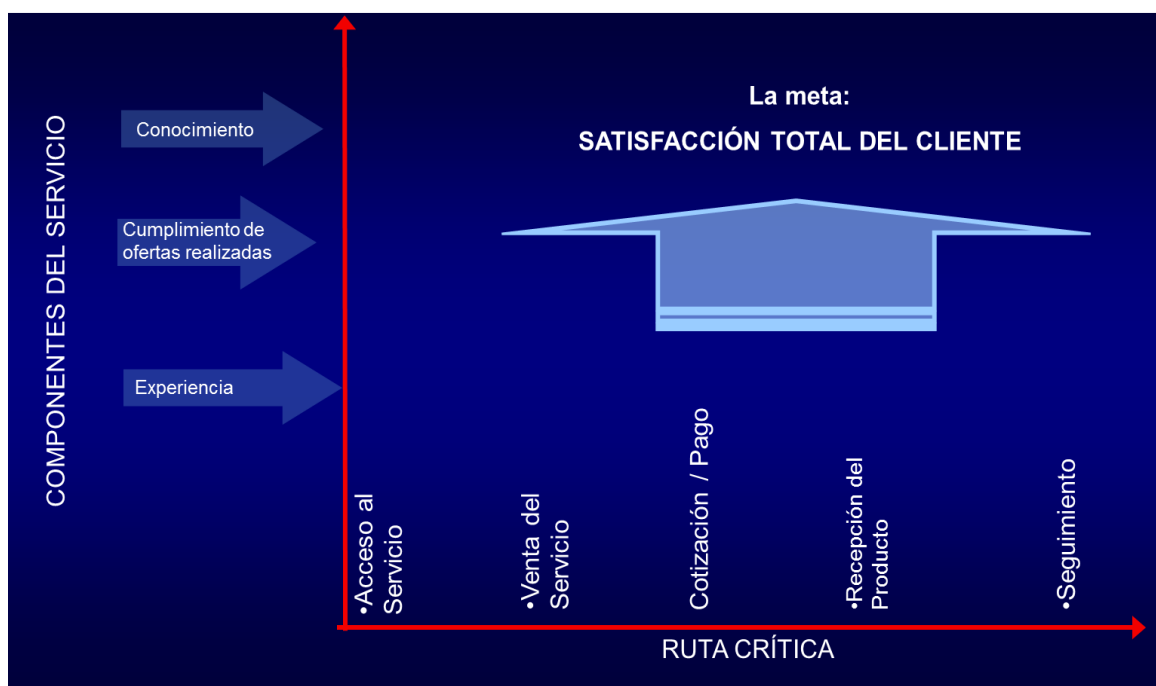 La meta:
SATISFACCIÓN TOTAL DEL CLIENTE
COMPONENTES DEL SERVICIO
Conocimiento
Cumplimiento de
ofertas realizadas
Experiencia
•Acceso al
Servicio
•Venta del
Servicio
Cotización / Pago
•Recepción del
Producto
•Seguimiento
RUTA CRÍTICA